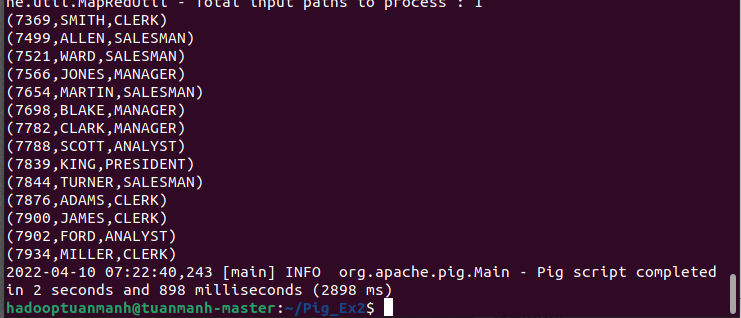 ne.util.MapRedUtil - Total input paths to process : 1
(7369,SMITH,CLERK)
(7499,ALLEN,SALESMAN)
(7521,WARD,SALESMAN)
(7566,JONES,MANAGER)
(7654,MARTIN,SALESMAN)
(7698,BLAKE,MANAGER)
(7782,CLARK,MANAGER)
(7788,SCOTT,ANALYST)
(7839,KING,PRESIDENT)
(7844,TURNER,SALESMAN)
(7876,ADAMS,CLERK)
(7900,JAMES,CLERK)
(7902,FORD,ANALYST)
(7934,MILLER,CLERK)
2022-04-10 07:22:40,243 [main] INFO  org.apache.pig.Main - Pig script completed
in 2 seconds and 898 milliseconds (2898 ms)
hadooptuanmanh@tuanmanh-master:~/Pig_Ex2$